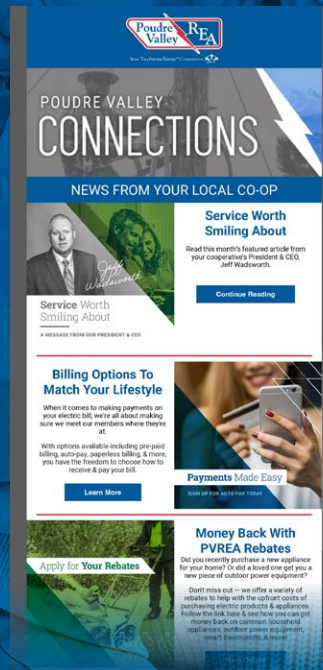 Poudre
Valley
REA
Your Touchstone Energy® Cooperative
POUDRE VALLEY
CONNECTIONS
NEWS FROM YOUR LOCAL CO-OP
Jeff
Wadsworth
Service Worth
Smiling About
A MESSAGE FROM OUR PRESIDENT & CEO
Service Worth
Smiling About
Read this month's featured article from
your cooperative's President & CEO,
Jeff Wadsworth.
Continue Reading
Billing Options To
Match Your Lifestyle
When it comes to making payments on
your electric bill, we're all about making
sure we meet our members where they're
at.
With options available including pre-paid
billing, auto-pay, paperless billing, & more,
you have the freedom to choose how to
receive & pay your bill.
Learn More
Payments Made Easy
SIGN UP FOR AUTO PAY TODAY
Apply for Your Rebates
Money Back With
PVREA Rebates
Did you recently purchase a new appliance
for your home? Or did a loved one get you a
new piece of outdoor power equipment?
Don't miss out — we offer a variety of
rebates to help with the upfront costs of
purchasing electric products & appliances.
Follow the link here & see how you can get
money back on common household
appliances, outdoor power equipment,
smart thermostats, & more!